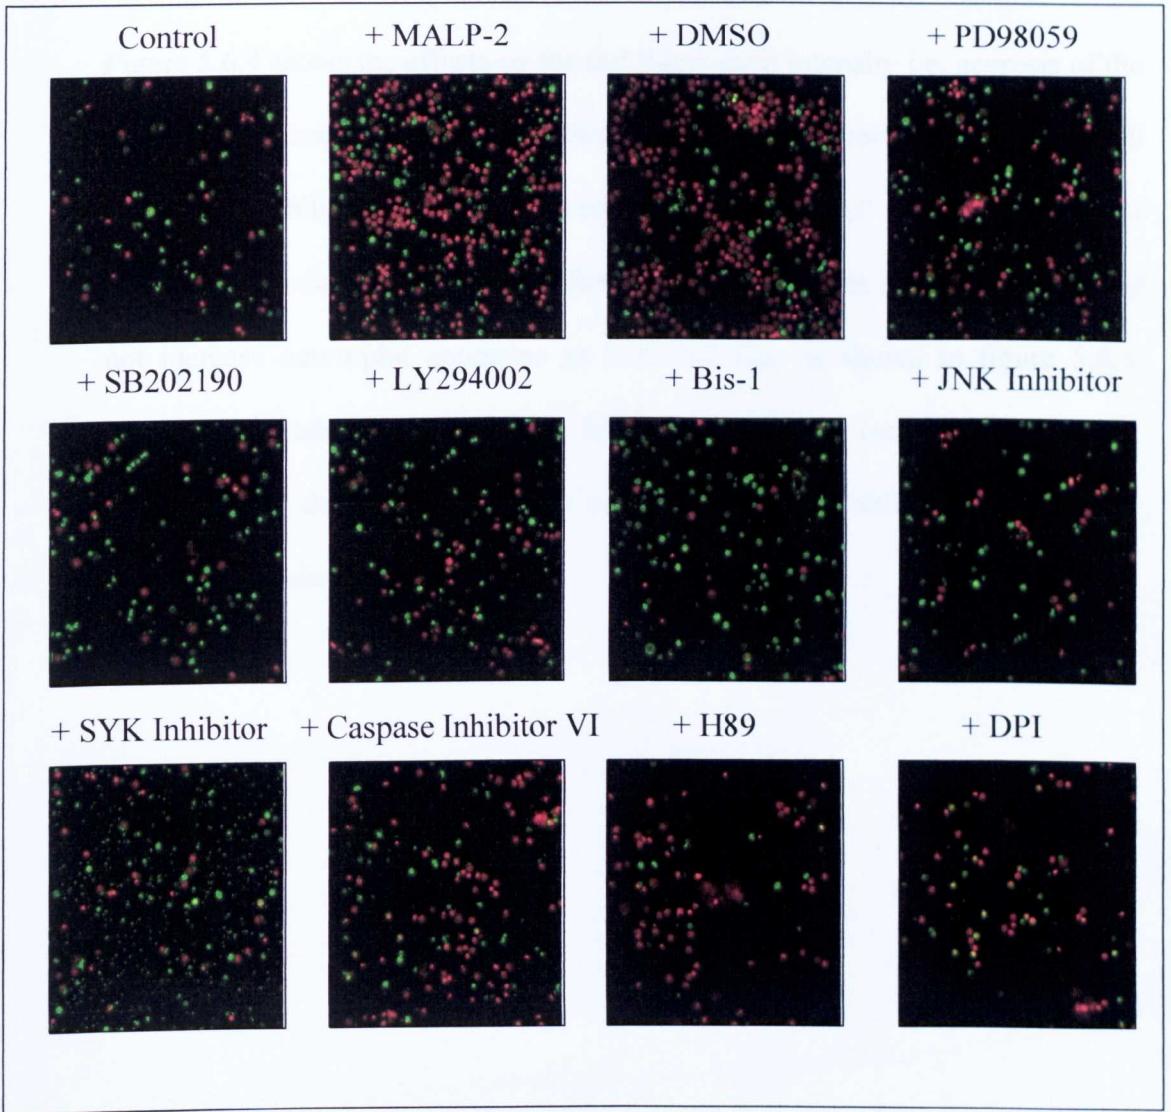 Control + MALP-2 + DMSO + PD98059
+ SB202190 + LY294002 + Bis-1 + JNK Inhibitor
+ SYK Inhibitor + Caspase Inhibitor VI + H89 + DPI